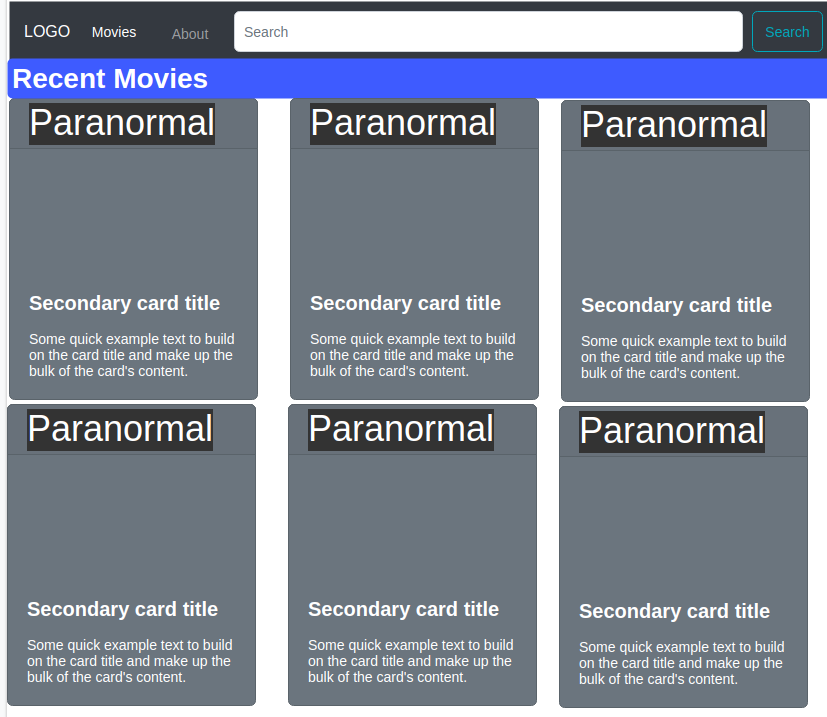 LOGO Movies About Search Search
Recent Movies
Paranormal
Secondary card title
Some quick example text to build
on the card title and make up the
bulk of the card's content.
Paranormal
Secondary card title
Some quick example text to build
on the card title and make up the
bulk of the card's content.
Paranormal
Secondary card title
Some quick example text to build
on the card title and make up the
bulk of the card's content.
Paranormal
Secondary card title
Some quick example text to build
on the card title and make up the
bulk of the card's content.
Paranormal
Secondary card title
Some quick example text to build
on the card title and make up the
bulk of the card's content.
Paranormal
Secondary card title
Some quick example text to build
on the card title and make up the
bulk of the card's content.